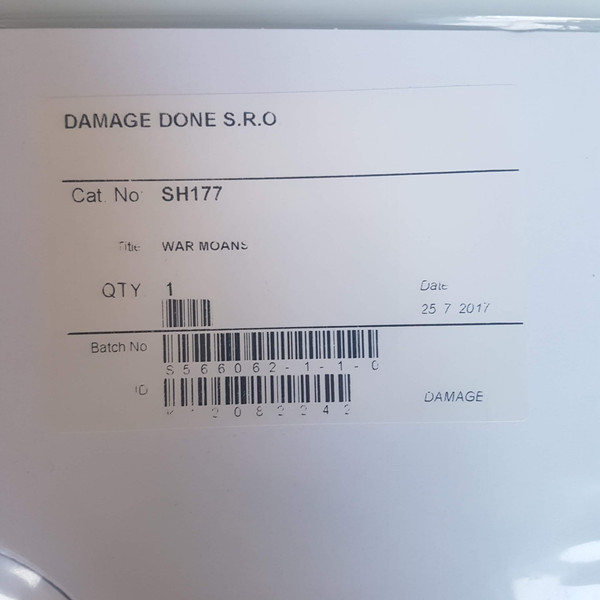 DAMAGE DONE S.R.O
Cat. No SH177
Title WAR MOANS
QTY 1
Date
25 7 2017
Batch No
S566062-1-1-0
ID
DAMAGE